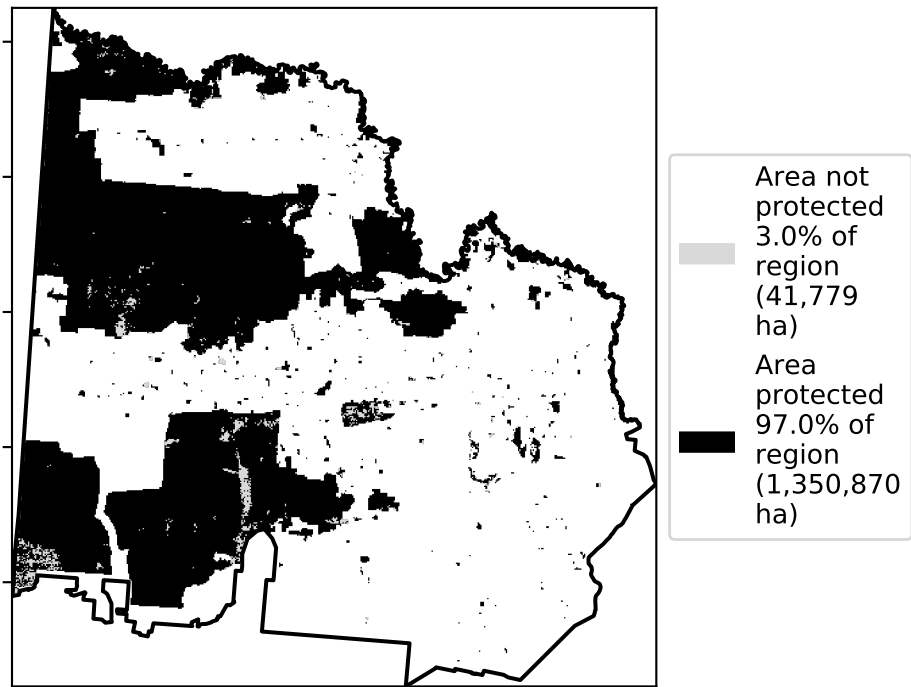 Area not
protected
3.0% of
region
(41,779
ha)
Area
protected
97.0% of
region
(1,350,870
ha)